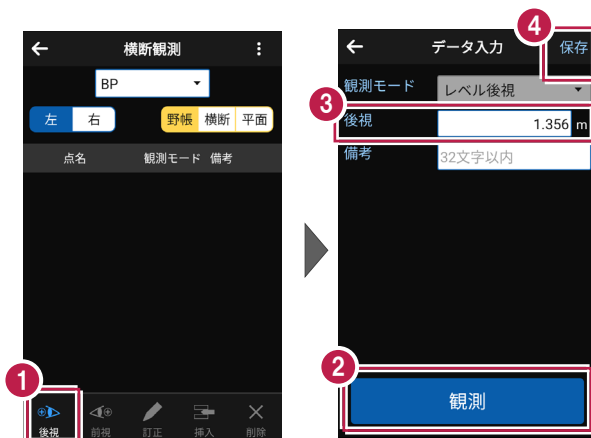 横断観測
BP
左 右 野帳 横断 平面
点名 観測モード 備考
1
後視 前視 訂正 挿入 削除
4
データ入力 保存
観測モード レベル後視
3
後視 1.356 m
備考 32文字以内
2
観測